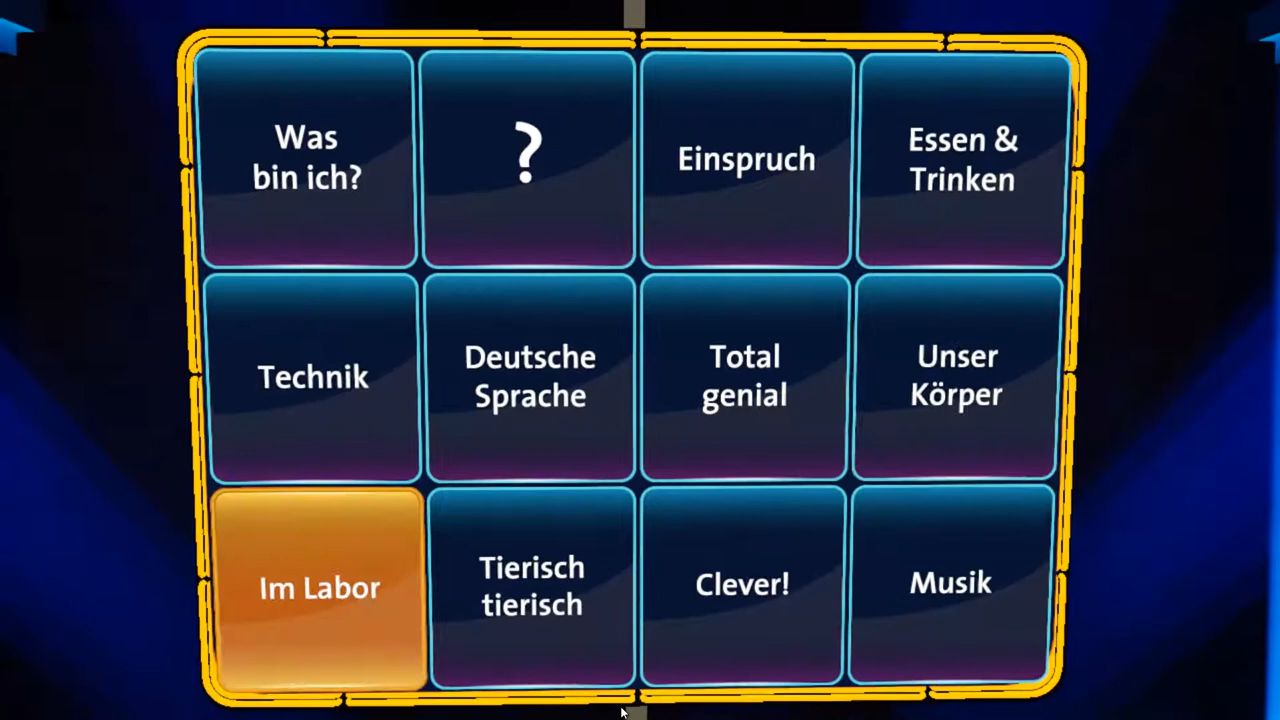 Was
bin ich?
?
Einspruch
Essen &
Trinken
Technik
Deutsche
Sprache
Total
genial
Unser
Körper
Im Labor
Tierisch
tierisch
Clever!
Musik